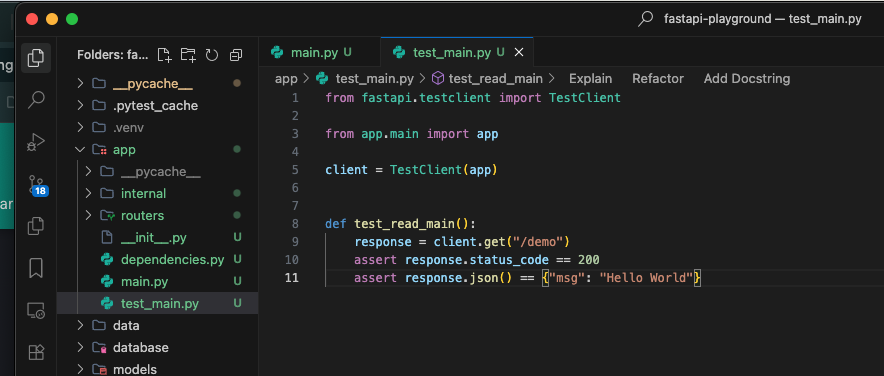 fastapi-playground — test_main.py
Folders: fa...
main.py U
test_main.py U
app > test_main.py > test_read_main > Explain Refactor Add Docstring
__pycache__
.pytest_cache
.venv
app
__pycache__
internal
routers
__init__.py U
dependencies.py U
main.py U
test_main.py U
data
database
models
18
ng
ar
1 from fastapi.testclient import TestClient
2
3 from app.main import app
4
5 client = TestClient(app)
6
7
8 def test_read_main():
9 response = client.get("/demo")
10 assert response.status_code == 200
11 assert response.json() == {"msg": "Hello World"}